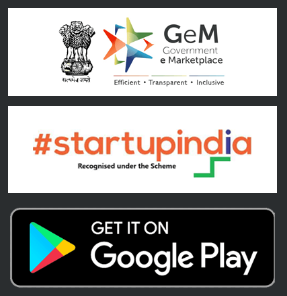 GeM
Government
e Marketplace
Efficient • Transparent • Inclusive
#startupindia
Recognised under the Scheme
GET IT ON
Google Play